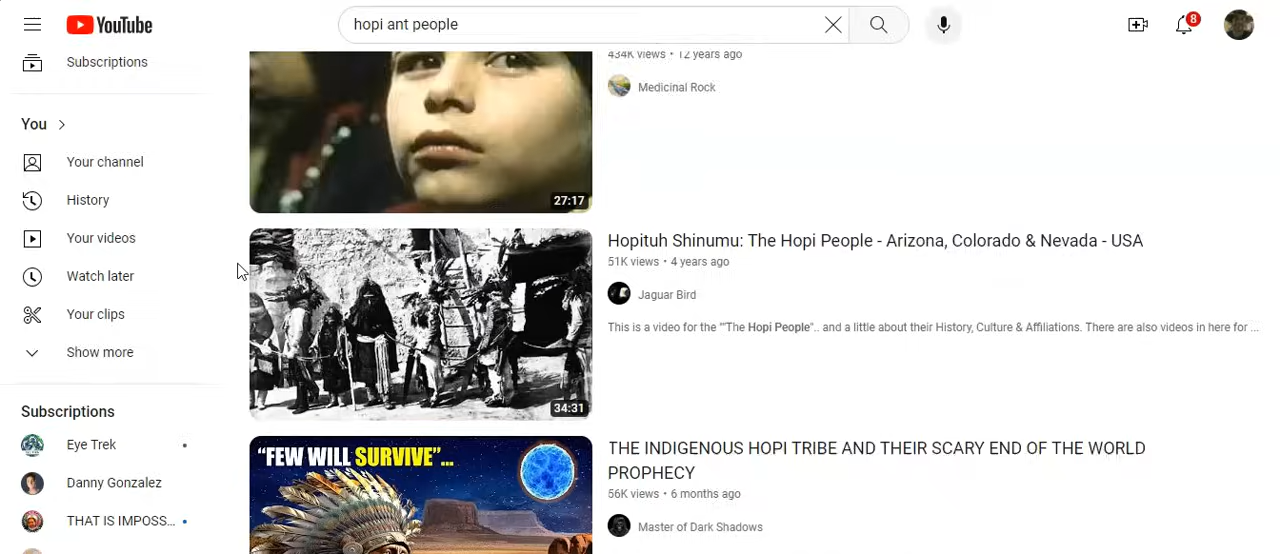 YouTube
hopi ant people
8
Subscriptions
You
Your channel
History
Your videos
Watch later
Your clips
Show more
Subscriptions
Eye Trek
Danny Gonzalez
THAT IS IMPOSS...
434K views • 12 years ago
Medicinal Rock
27:17
Hopituh Shinumu: The Hopi People - Arizona, Colorado & Nevada - USA
51K views • 4 years ago
Jaguar Bird
This is a video for the "'The Hopi People".. and a little about their History, Culture & Affiliations. There are also videos in here for ...
34:31
"FEW WILL SURVIVE"...
THE INDIGENOUS HOPI TRIBE AND THEIR SCARY END OF THE WORLD
PROPHECY
56K views • 6 months ago
Master of Dark Shadows